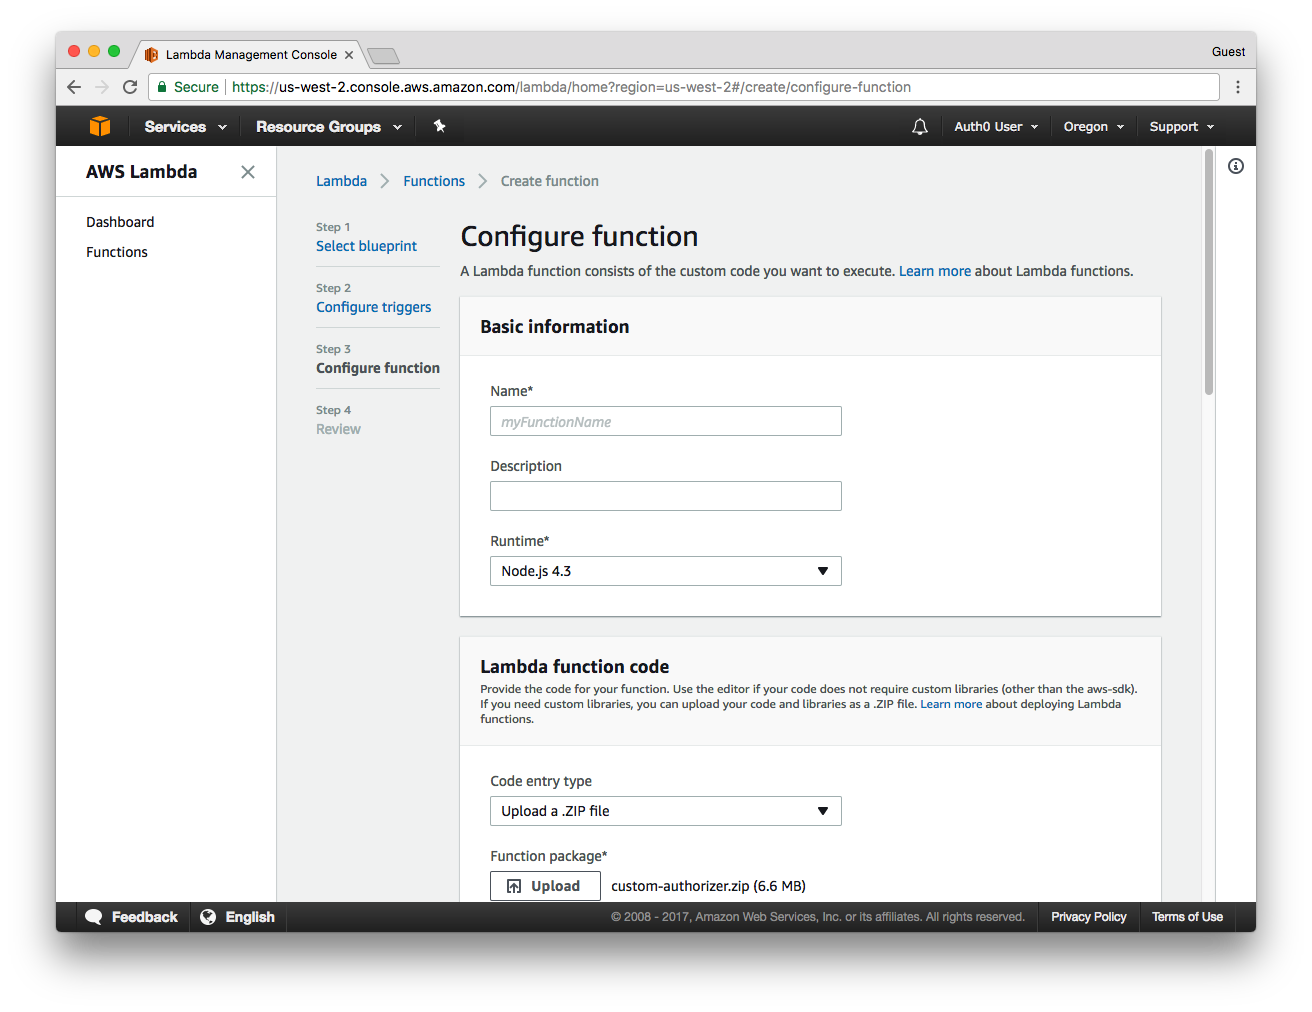 Lambda Management Console
Guest
Secure https://us-west-2.console.aws.amazon.com/lambda/home?region=us-west-2#/create/configure-function
Services Resource Groups Auth0 User Oregon Support
AWS Lambda
Dashboard
Functions
Lambda Functions Create function
Step 1
Select blueprint
Step 2
Configure triggers
Step 3
Configure function
Step 4
Review
Configure function
A Lambda function consists of the custom code you want to execute. Learn more about Lambda functions.
Basic information
Name*
myFunctionName
Description
Runtime*
Node.js 4.3
Lambda function code
Provide the code for your function. Use the editor if your code does not require custom libraries (other than the aws-sdk).
If you need custom libraries, you can upload your code and libraries as a .ZIP file. Learn more about deploying Lambda
functions.
Code entry type
Upload a .ZIP file
Function package*
Upload custom-authorizer.zip (6.6 MB)
Feedback English © 2008 - 2017, Amazon Web Services, Inc. or its affiliates. All rights reserved. Privacy Policy Terms of Use